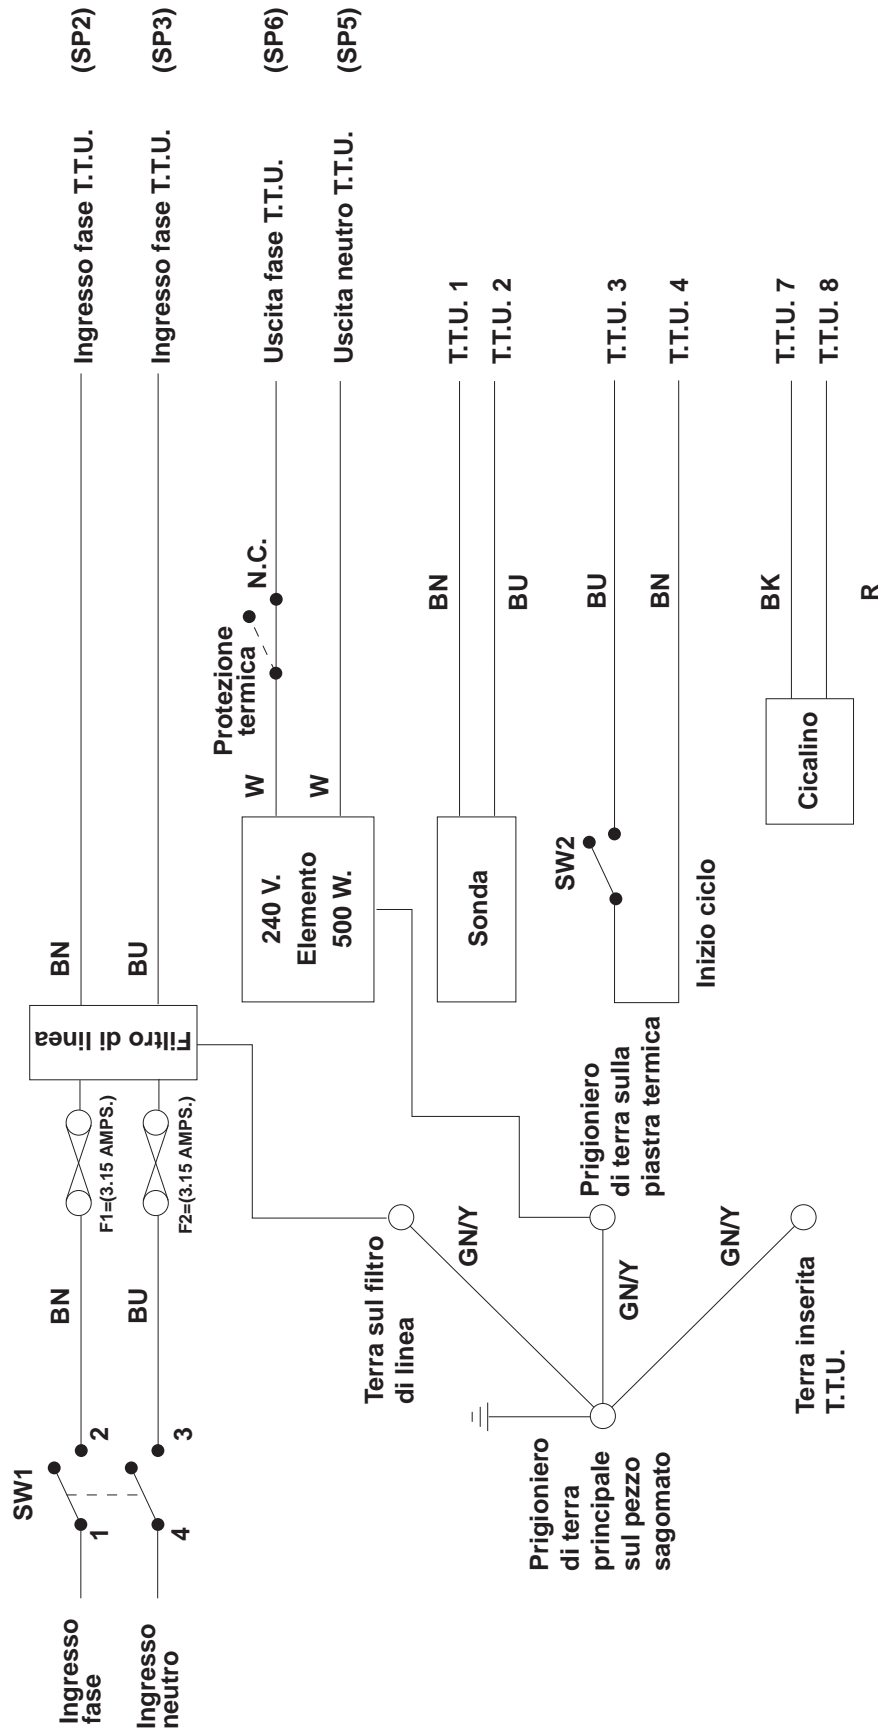 Ingresso
fase
Ingresso
neutro
SW1
1
2
4
3
BN
BU
F1=(3.15 AMPS.)
F2=(3.15 AMPS.)
Filtro di linea
BN
BU
Ingresso fase T.T.U.
(SP2)
Ingresso fase T.T.U.
(SP3)
240 V.
Elemento
500 W.
W
W
Protezione
termica
N.C.
Uscita fase T.T.U.
(SP6)
Uscita neutro T.T.U.
(SP5)
Terra sul filtro
di linea
GN/Y
Sonda
BN
BU
T.T.U. 1
T.T.U. 2
Prigioniero
di terra
principale
sul pezzo
sagomato
GN/Y
Prigioniero
di terra sulla
piastra termica
SW2
Inizio ciclo
BU
BN
T.T.U. 3
T.T.U. 4
Terra inserita
T.T.U.
GN/Y
Cicalino
BK
R
T.T.U. 7
T.T.U. 8